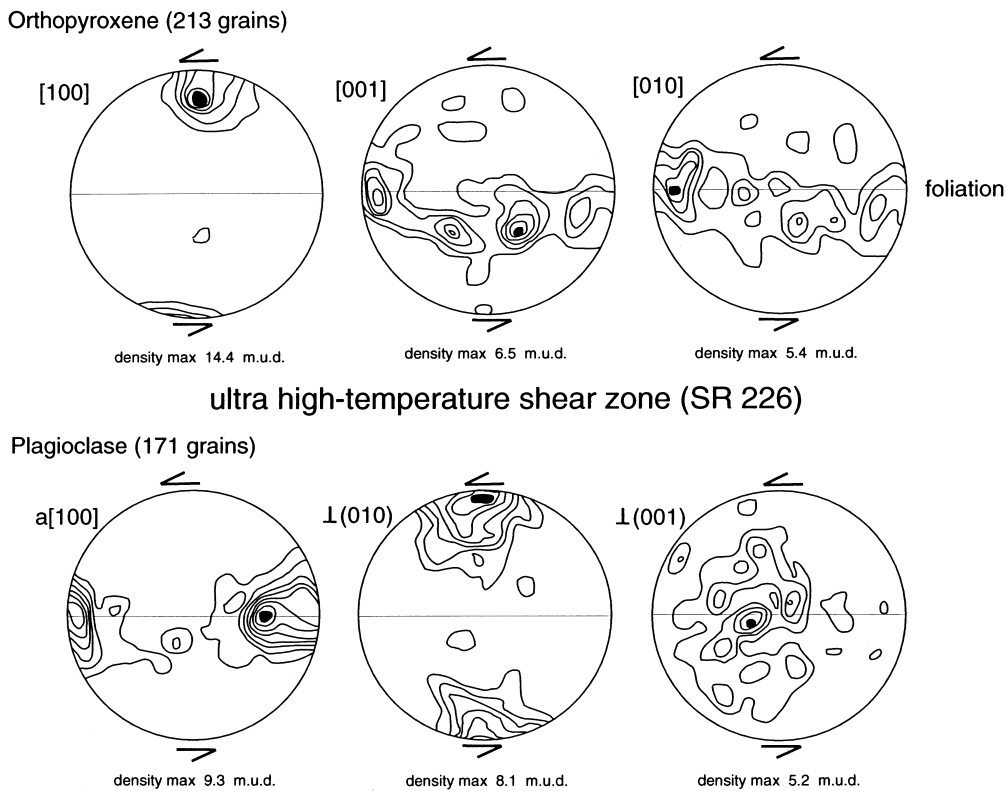 Orthopyroxene (213 grains)
[100]
[001]
[010]
foliation
density max 14.4 m.u.d.
density max 6.5 m.u.d.
density max 5.4 m.u.d.
ultra high-temperature shear zone (SR 226)
Plagioclase (171 grains)
a[100]
⊥(010)
⊥(001)
density max 9.3 m.u.d.
density max 8.1 m.u.d.
density max 5.2 m.u.d.